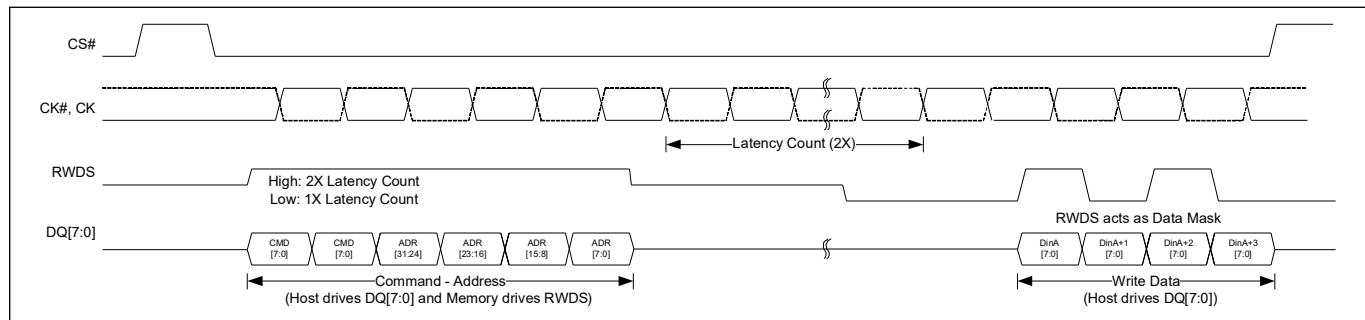 CS#
CK#, CK
Latency Count (2X)
RWDS
High: 2X Latency Count
Low: 1X Latency Count
RWDS acts as Data Mask
DQ[7:0]
CMD [7:0]
CMD [7:0]
ADR [31:24]
ADR [23:16]
ADR [15:8]
ADR [7:0]
DinA [7:0]
DinA+1 [7:0]
DinA+2 [7:0]
DinA+3 [7:0]
Command - Address
(Host drives DQ[7:0] and Memory drives RWDS)
Write Data
(Host drives DQ[7:0])